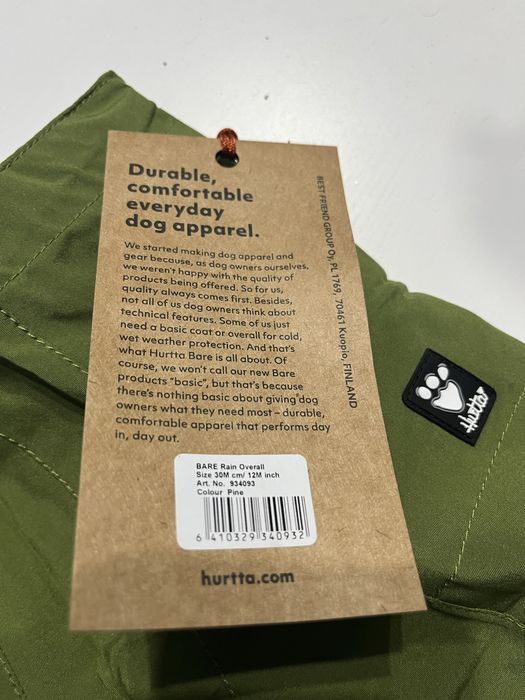 Durable,
comfortable
everyday
dog apparel.
We started making dog apparel and
gear because, as dog owners ourselves,
we weren't happy with the quality of
products being offered. So for us,
quality always comes first. Besides,
not all of us dog owners think about
technical features. Some of us just
need a basic coat or overall for cold,
wet weather protection. And that's
what Hurtta Bare is all about. Of
course, we won't call our new Bare
products "basic", but that's because
there's nothing basic about giving dog
owners what they need most – durable,
comfortable apparel that performs day
in, day out.
BEST FRIEND GROUP Oy, PL 1769, 70461 Kuopio, FINLAND
BARE Rain Overall
Size 30M cm/ 12M inch
Art. No. 934093
Colour Pine
6 410329 340932
hurtta.com
Hurtta